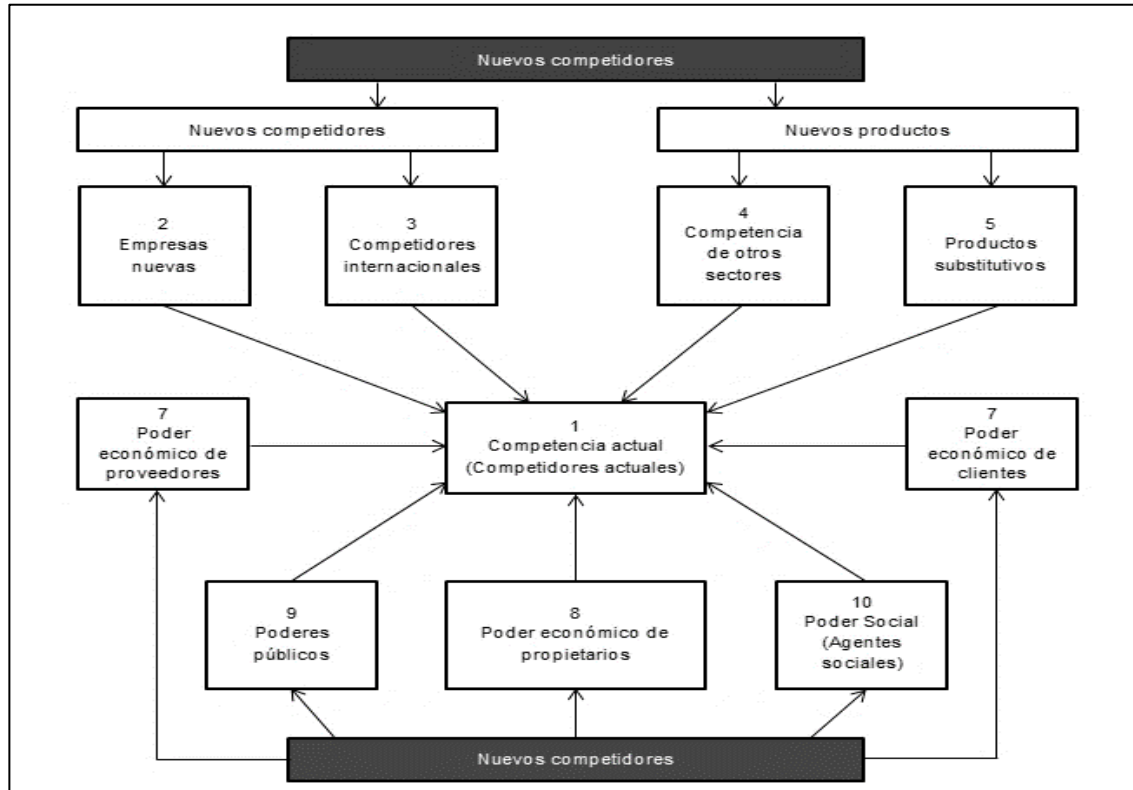 Nuevos competidores
Nuevos competidores
Nuevos productos
2
Empresas
nuevas
3
Competidores
internacionales
4
Competencia
de otros
sectores
5
Productos
substitutivos
7
Poder
económico de
proveedores
1
Competencia actual
(Competidores actuales)
7
Poder
económico de
clientes
9
Poderes
públicos
8
Poder económico de
propietarios
10
Poder Social
(Agentes
sociales)
Nuevos competidores